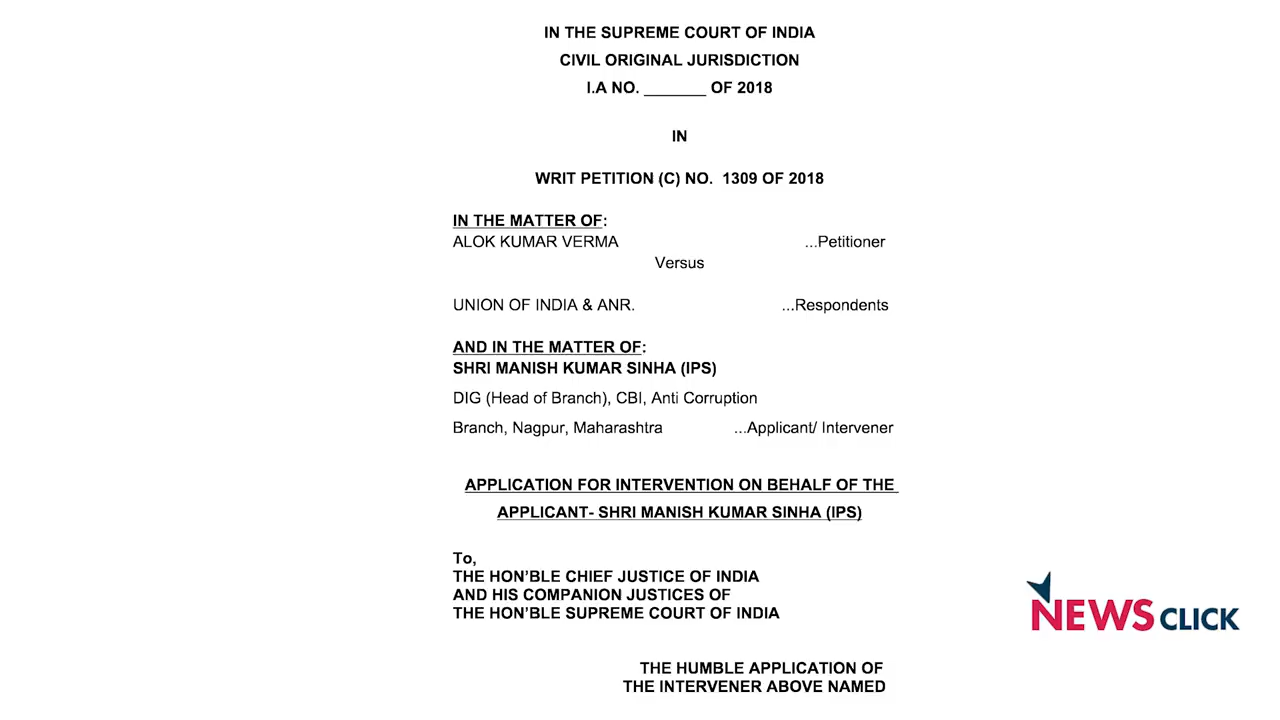 IN THE SUPREME COURT OF INDIA
CIVIL ORIGINAL JURISDICTION
I.A NO. _______ OF 2018
IN
WRIT PETITION (C) NO. 1309 OF 2018
IN THE MATTER OF:
ALOK KUMAR VERMA ...Petitioner
Versus
UNION OF INDIA & ANR. ...Respondents
AND IN THE MATTER OF:
SHRI MANISH KUMAR SINHA (IPS)
DIG (Head of Branch), CBI, Anti Corruption
Branch, Nagpur, Maharashtra ...Applicant/ Intervener
APPLICATION FOR INTERVENTION ON BEHALF OF THE
APPLICANT- SHRI MANISH KUMAR SINHA (IPS)
To,
THE HON’BLE CHIEF JUSTICE OF INDIA
AND HIS COMPANION JUSTICES OF
THE HON’BLE SUPREME COURT OF INDIA
THE HUMBLE APPLICATION OF
THE INTERVENER ABOVE NAMED
NEWS CLICK